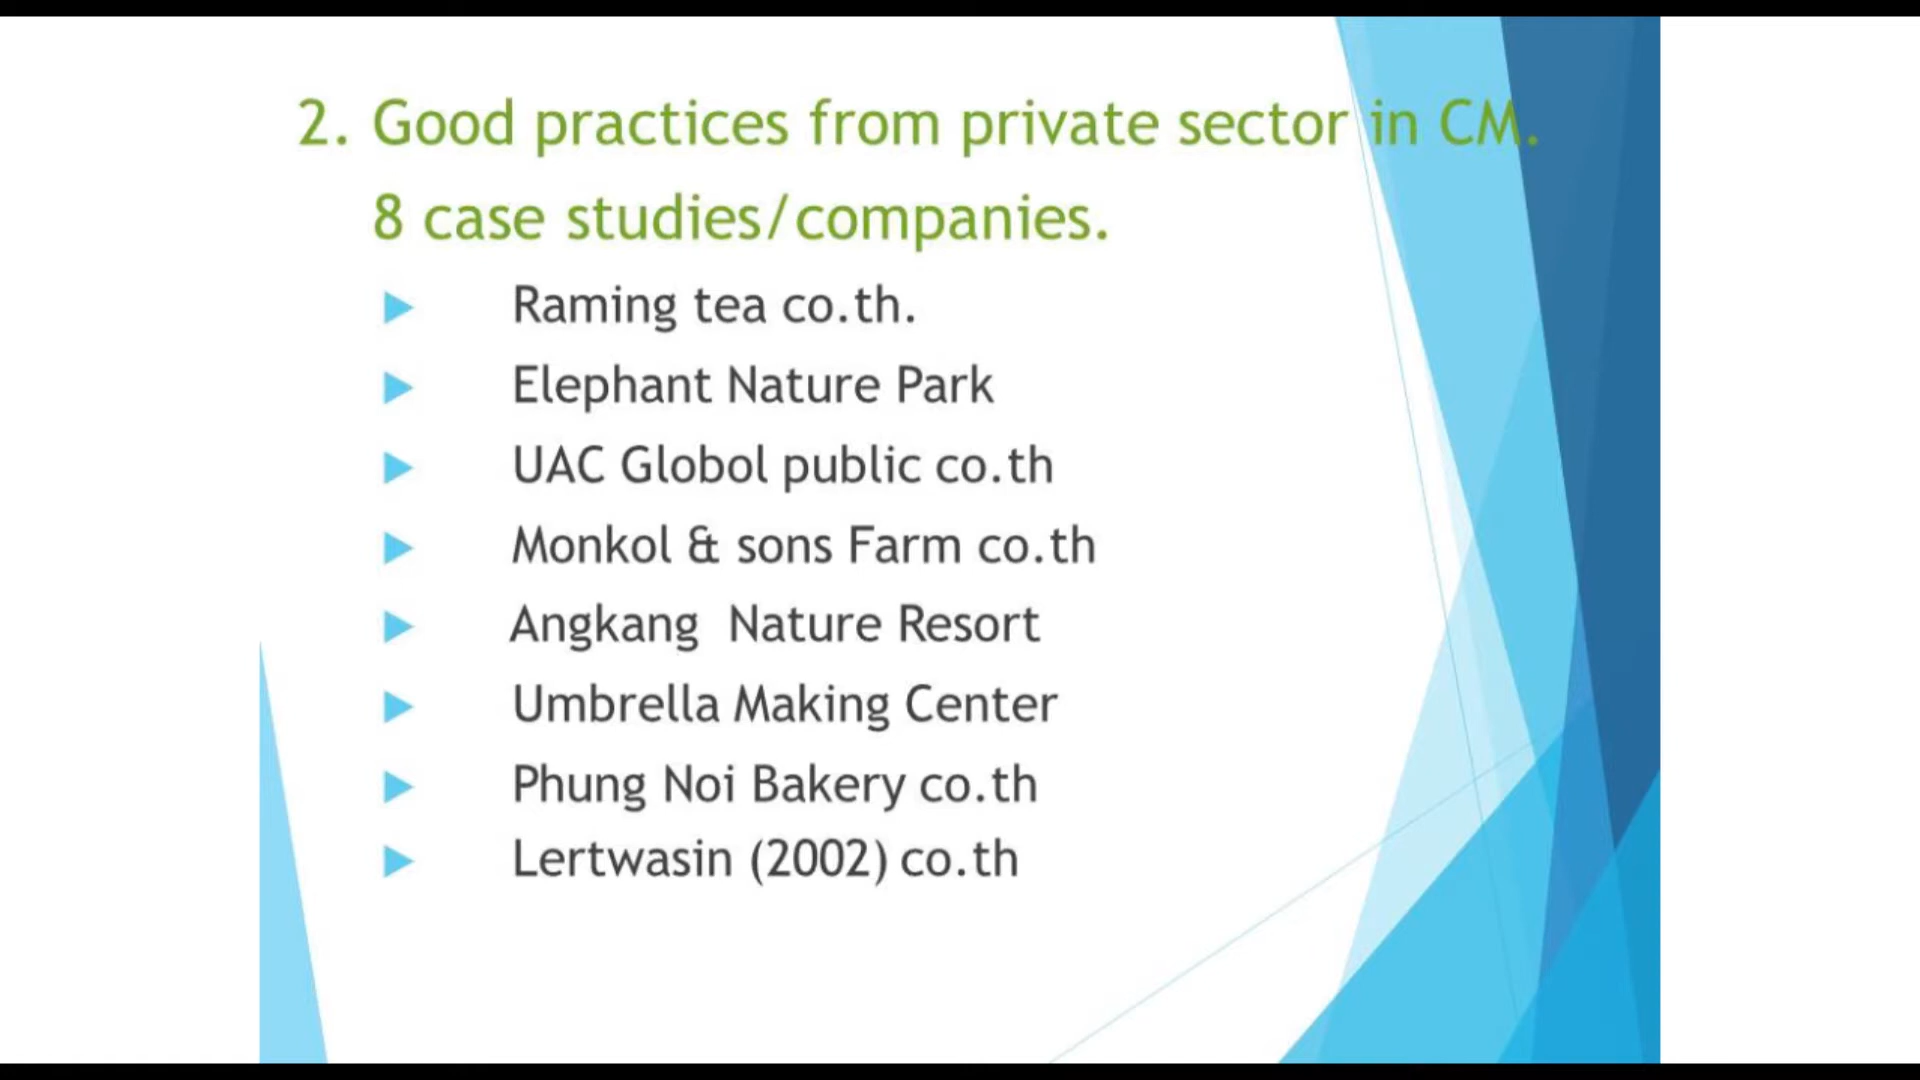 2. Good practices from private sector in CM.
8 case studies/companies.
Raming tea co.th.
Elephant Nature Park
UAC Globol public co.th
Monkol & sons Farm co.th
Angkang Nature Resort
Umbrella Making Center
Phung Noi Bakery co.th
Lertwasin (2002) co.th